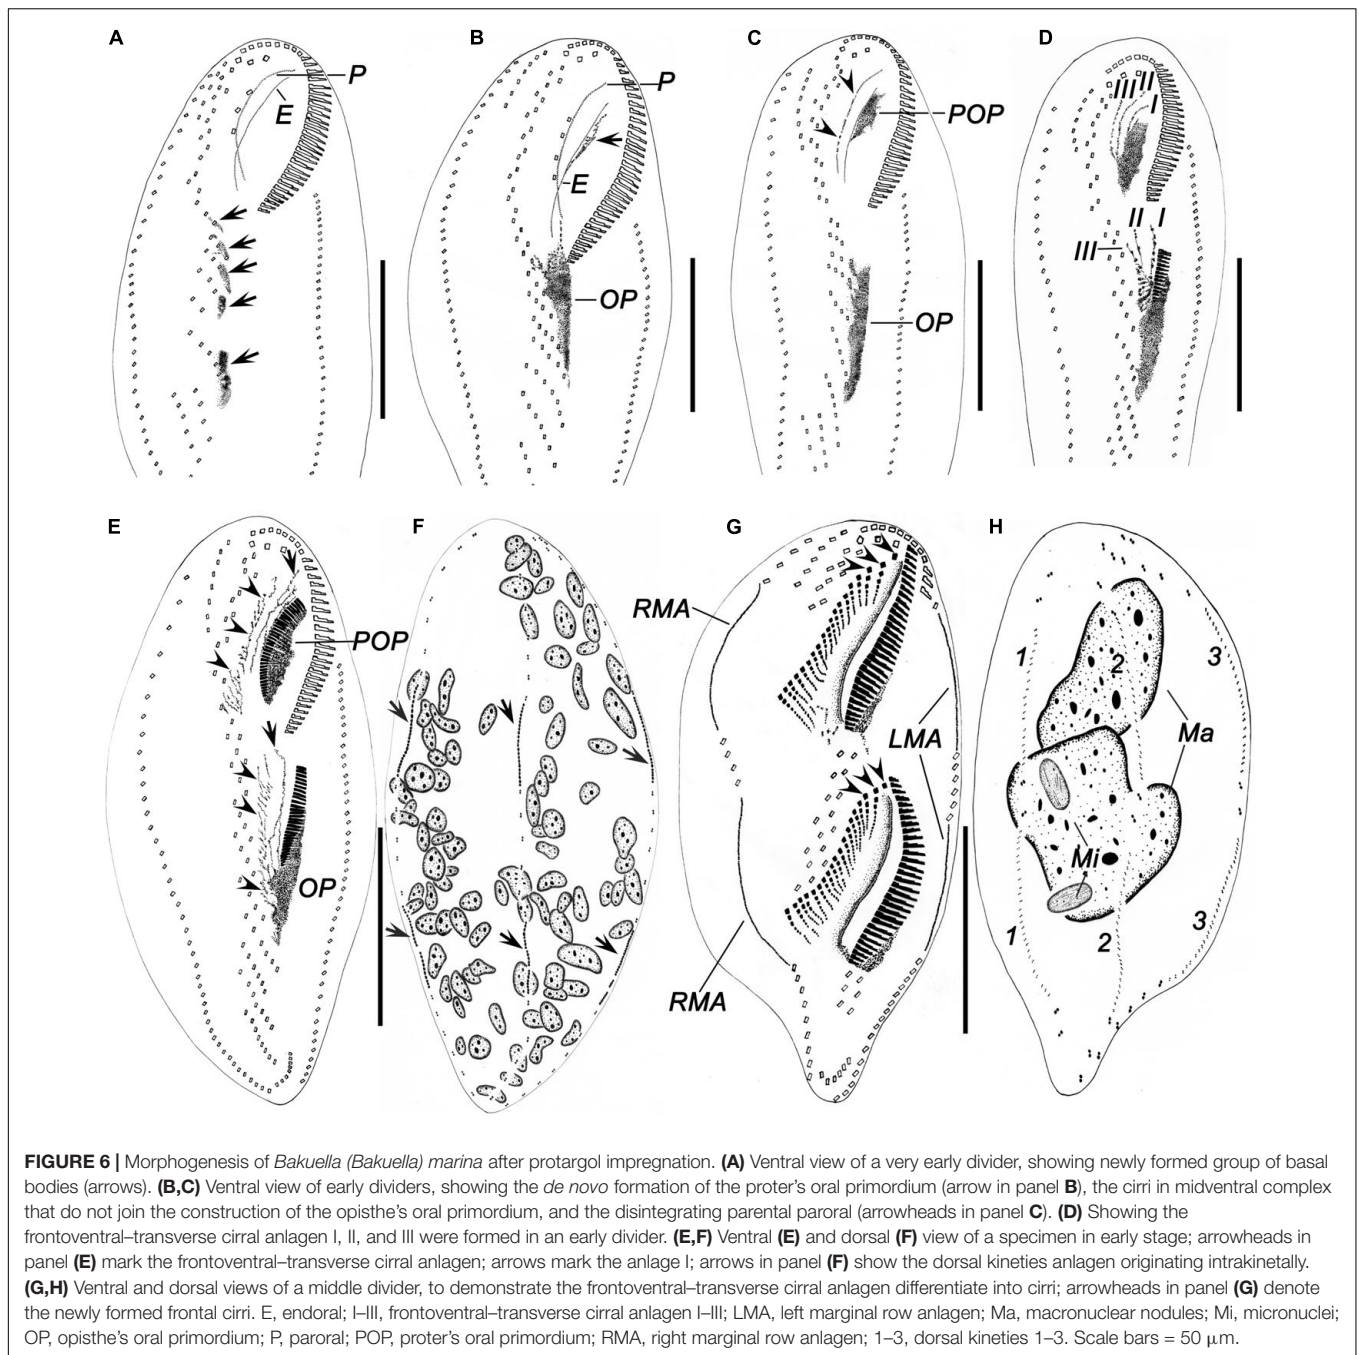 A
B
C
D
P
E
P
E
OP
POP
OP
III
II
I
II
I
III
E
F
G
H
POP
OP
RMA
LMA
RMA
1
2
3
Ma
Mi
1
2
3
FIGURE 6 | Morphogenesis of Bakuella (Bakuella) marina after protargol impregnation. (A) Ventral view of a very early divider, showing newly formed group of basal
bodies (arrows). (B,C) Ventral view of early dividers, showing the de novo formation of the proter's oral primordium (arrow in panel B), the cirri in midventral complex
that do not join the construction of the opisthe's oral primordium, and the disintegrating parental paroral (arrowheads in panel C). (D) Showing the
frontoventral–transverse cirral anlagen I, II, and III were formed in an early divider. (E,F) Ventral (E) and dorsal (F) view of a specimen in early stage; arrowheads in
panel (E) mark the frontoventral–transverse cirral anlagen; arrows mark the anlage I; arrows in panel (F) show the dorsal kineties anlagen originating intrakinetally.
(G,H) Ventral and dorsal views of a middle divider, to demonstrate the frontoventral–transverse cirral anlagen differentiate into cirri; arrowheads in panel (G) denote
the newly formed frontal cirri. E, endoral; I–III, frontoventral–transverse cirral anlagen I–III; LMA, left marginal row anlagen; Ma, macronuclear nodules; Mi, micronuclei;
OP, opisthe's oral primordium; P, paroral; POP, proter's oral primordium; RMA, right marginal row anlagen; 1–3, dorsal kineties 1–3. Scale bars = 50 μm.